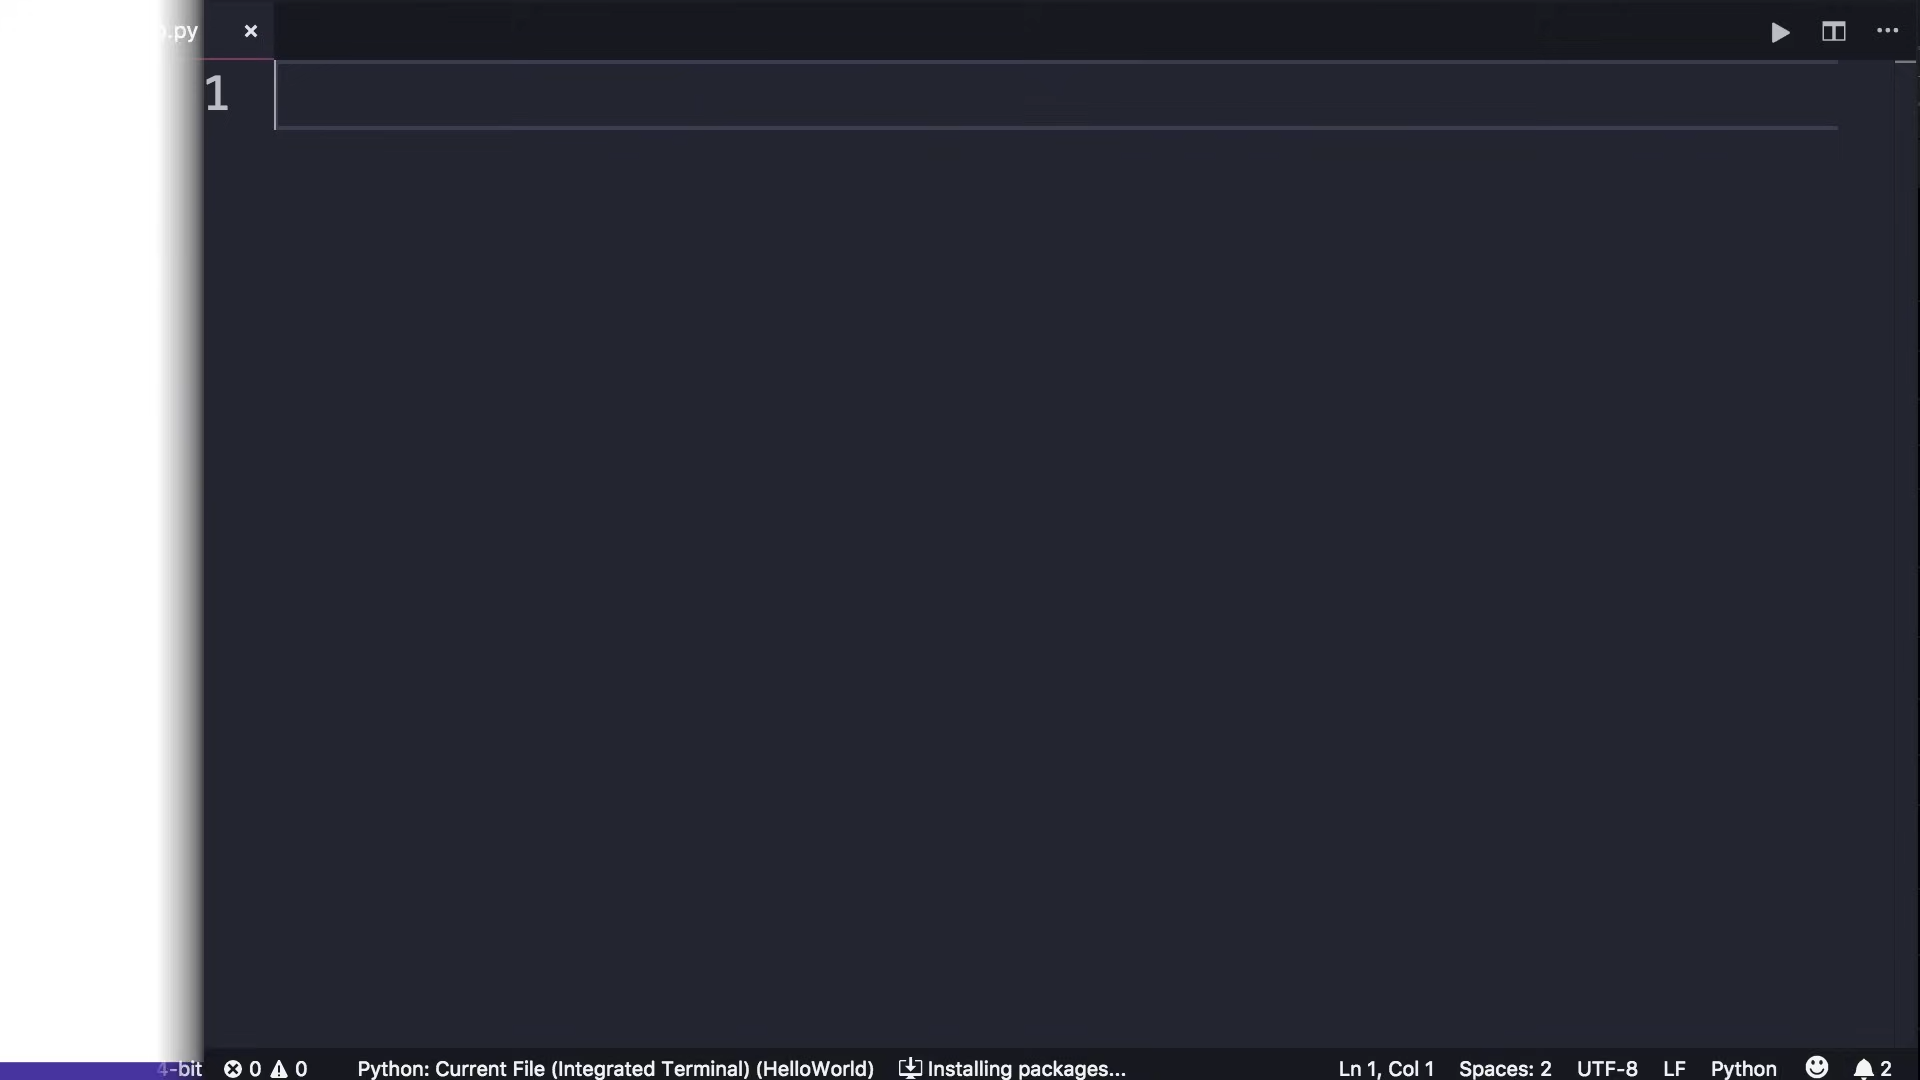 .py
1
4-bit 0 0 Python: Current File (Integrated Terminal) (HelloWorld) Installing packages... Ln 1, Col 1 Spaces: 2 UTF-8 LF Python 2